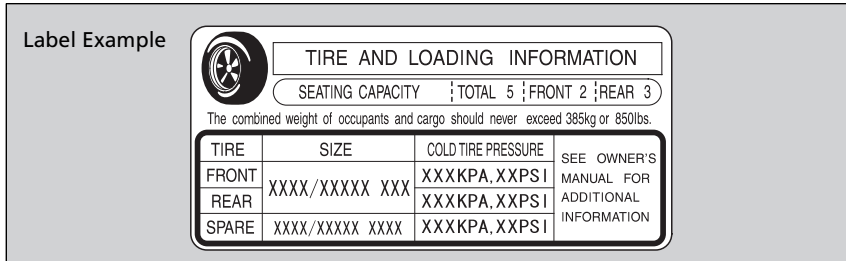 Label Example
TIRE AND LOADING INFORMATION
SEATING CAPACITY TOTAL 5 FRONT 2 REAR 3
The combined weight of occupants and cargo should never exceed 385kg or 850lbs.
TIRE SIZE COLD TIRE PRESSURE
FRONT XXXX/XXXXX XXX XXXKPA,XXPSI
REAR XXXKPA,XXPSI
SPARE XXXX/XXXXX XXXX XXXKPA,XXPSI
SEE OWNER'S
MANUAL FOR
ADDITIONAL
INFORMATION